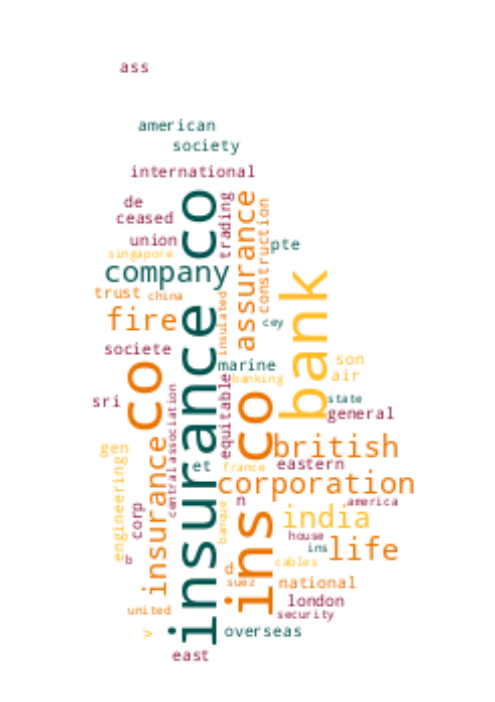 ass
american
society
international
de
ceased
union
singapore
company
trust
china
fire
societe
co
sri
insurance co
trading
assurance
construction
pte
insulated
cey
bank
marine
banking
son
air
state
general
equitable
central association
gen
engineering
insurance
corp
b
et
france
british
eastern
corporation
n
america
india
banque
house
ins
life
ins co
cables
d
suez
national
london
security
united
>
overseas
east